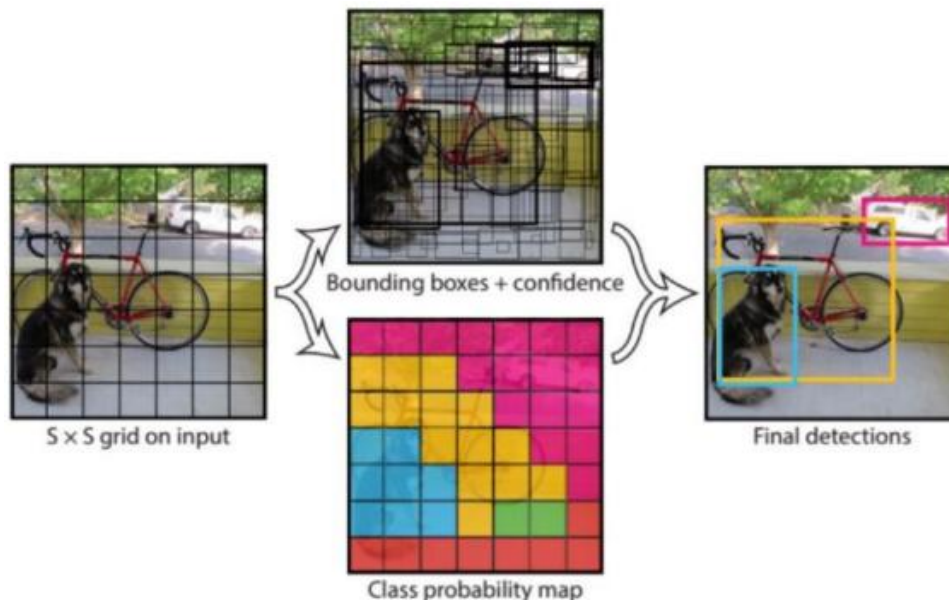 S × S grid on input
Bounding boxes + confidence
Class probability map
Final detections